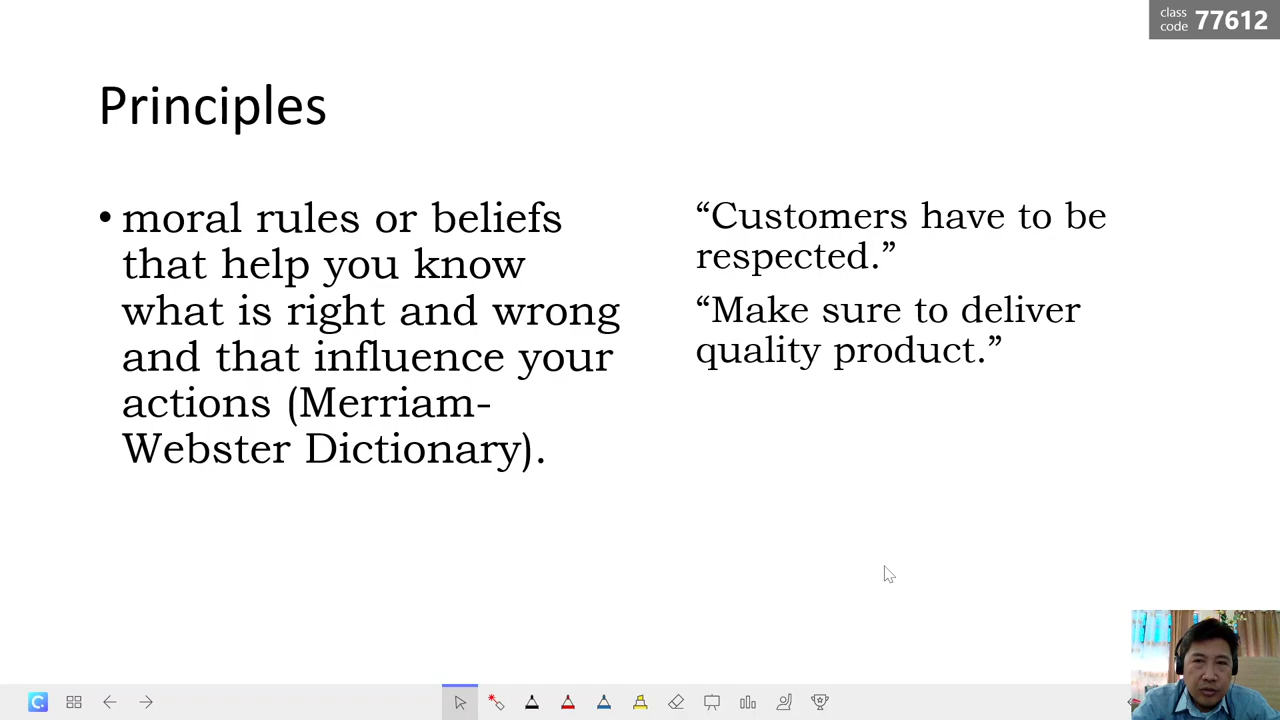 class
code 77612
Principles
• moral rules or beliefs
that help you know
what is right and wrong
and that influence your
actions (Merriam-
Webster Dictionary).
“Customers have to be
respected.”
“Make sure to deliver
quality product.”